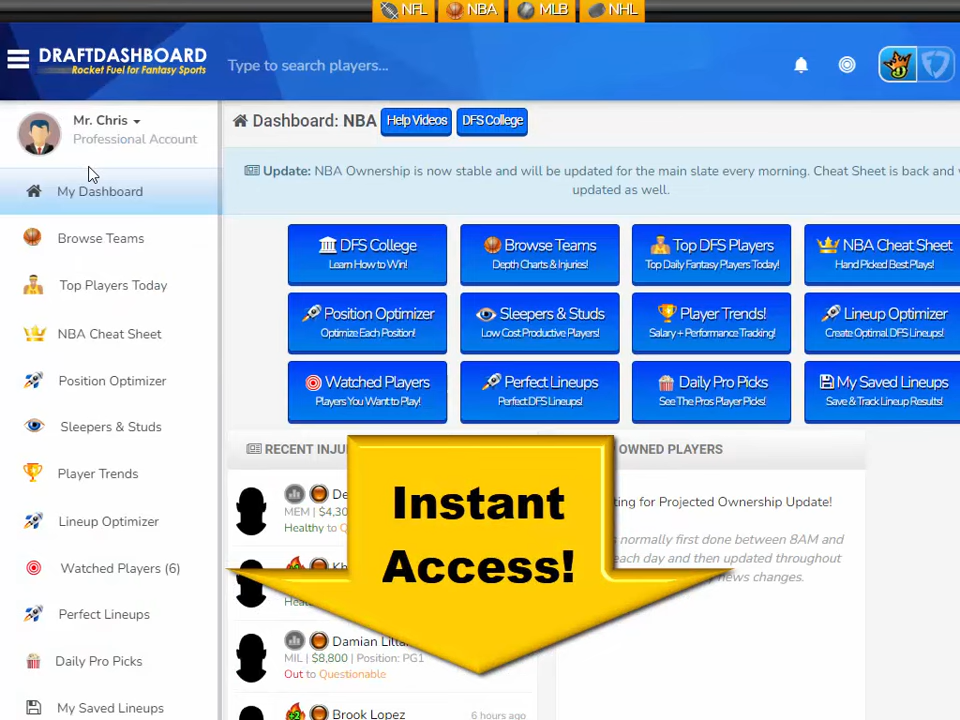 NFL NBA MLB NHL
DRAFTDASHBOARD
Rocket Fuel for Fantasy Sports
Type to search players...
Mr. Chris
Professional Account
Dashboard: NBA Help Videos DFS College
Update: NBA Ownership is now stable and will be updated for the main slate every morning. Cheat Sheet is back and
updated as well.
My Dashboard
Browse Teams
Top Players Today
NBA Cheat Sheet
Position Optimizer
Sleepers & Studs
Player Trends
Lineup Optimizer
Watched Players (6)
Perfect Lineups
Daily Pro Picks
My Saved Lineups
DFS College
Learn How to Win!
Browse Teams
Depth Charts & Injuries!
Top DFS Players
Top Daily Fantasy Players Today!
NBA Cheat Sheet
Hand Picked Best Plays!
Position Optimizer
Optimize Each Position!
Sleepers & Studs
Low Cost Productive Players!
Player Trends!
Salary + Performance Tracking!
Lineup Optimizer
Create Optimal DFS Lineups!
Watched Players
Players You Want to Play!
Perfect Lineups
Perfect DFS Lineups!
Daily Pro Picks
See The Pros Player Picks!
My Saved Lineups
Save & Track Lineup Results!
RECENT
OWNED PLAYERS
MEM | $4,30
Healthy to
Damian
MIL | $8,800 | Position: PG1
Out to Questionable
Brook Lopez 6 hours ago
Projected Ownership Update!
normally first done between 8AM and
each day and then updated throughout
news changes.
Instant
Access!